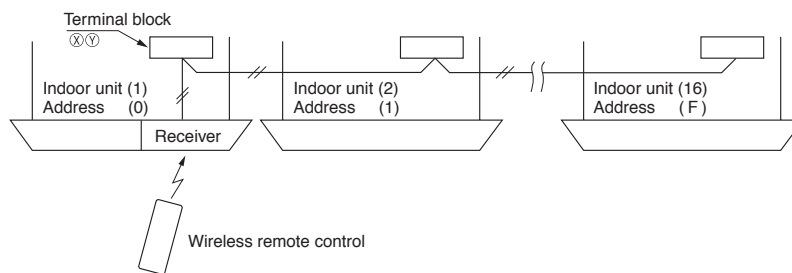 Terminal block
ⓍⓎ
Indoor unit (1)
Address (0)
Indoor unit (2)
Address (1)
Indoor unit (16)
Address ( F )
Receiver
Wireless remote control